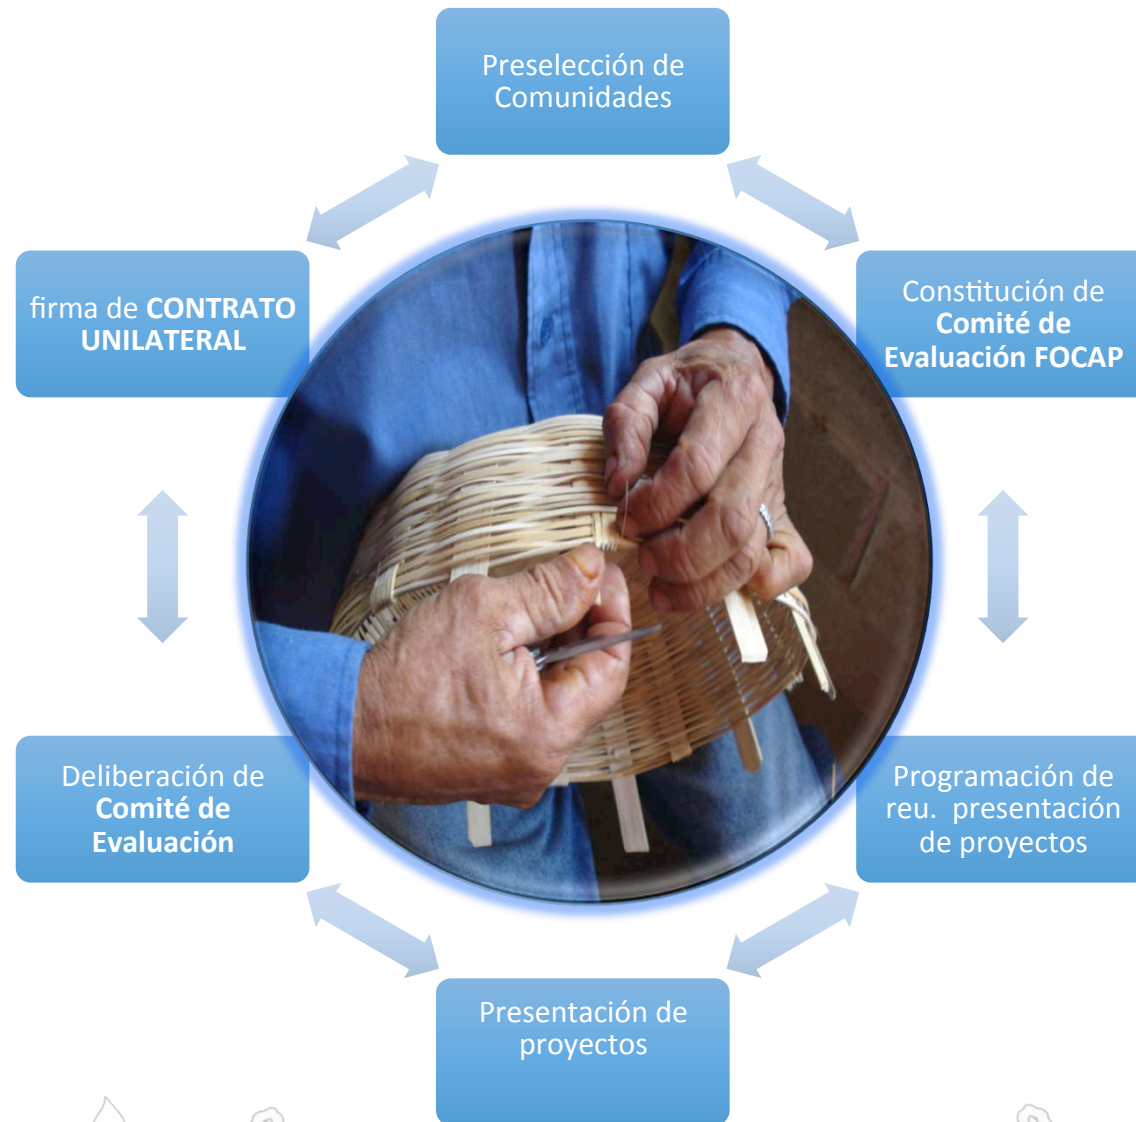 Preselección de
Comunidades
Constitución de
Comité de
Evaluación FOCAP
Programación de
reu. presentación
de proyectos
Presentación de
proyectos
Deliberación de
Comité de
Evaluación
firma de CONTRATO
UNILATERAL